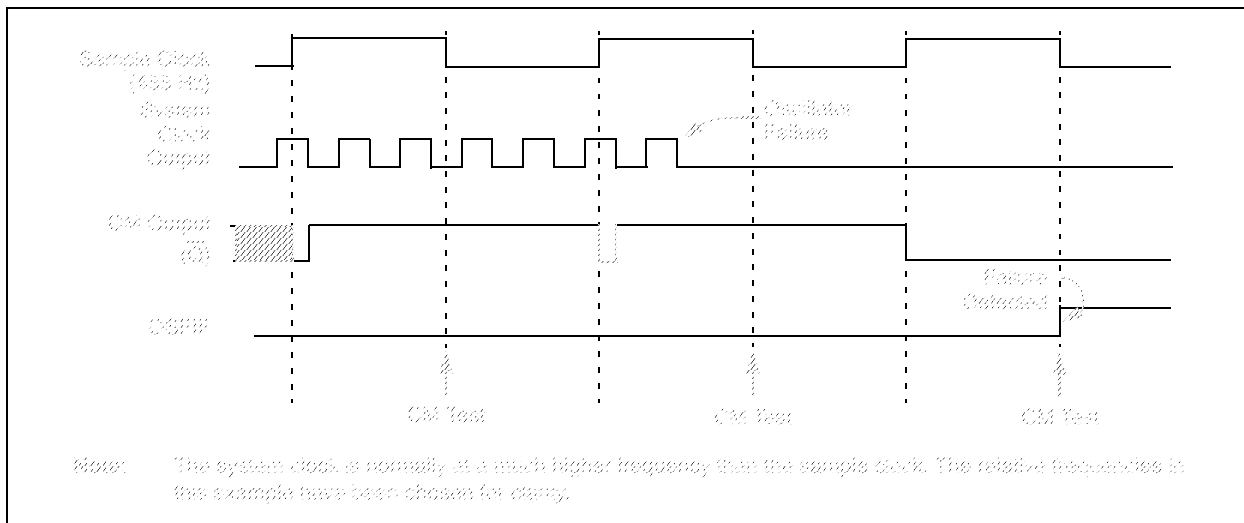 Sample Clock
(488 Hz)
System
Clock
Output
Oscillator
Failure
CM Output
(Q)
Failure
Detected
OSFIF
CM Test CM Test CM Test
Note: The system clock is normally at a much higher frequency than the sample clock. The relative frequencies in
this example have been chosen for clarity.